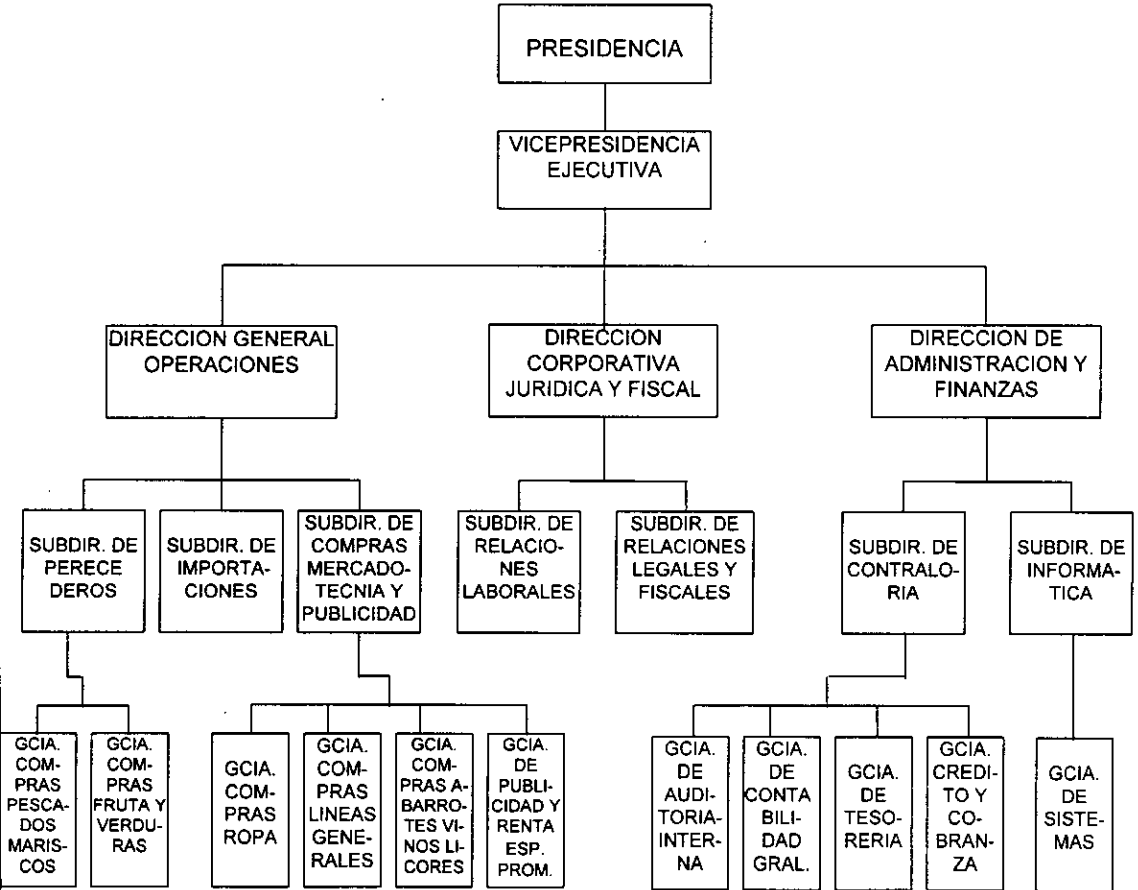 PRESIDENCIA
VICEPRESIDENCIA
EJECUTIVA
DIRECCION GENERAL
OPERACIONES
DIRECCION
CORPORATIVA
JURIDICA Y FISCAL
DIRECCION DE
ADMINISTRACION Y
FINANZAS
SUBDIR. DE
PERECE
DEROS
SUBDIR. DE
IMPORTA-
CIONES
SUBDIR. DE
COMPRAS
MERCADO-
TECNIA Y
PUBLICIDAD
SUBDIR. DE
RELACIO-
NES
LABORALES
SUBDIR. DE
RELACIONES
LEGALES Y
FISCALES
SUBDIR. DE
CONTRALO-
RIA
SUBDIR. DE
INFORMA-
TICA
GCIA.
COM-
PRAS
PESCA-
DOS
MARIS-
COS
GCIA.
COM-
PRAS
FRUTA Y
VERDU-
RAS
GCIA.
COM-
PRAS
ROPA
GCIA.
COM-
PRAS
LINEAS
GENE-
RALES
GCIA.
COM-
PRAS A-
BARRO-
TES VI-
NOS LI-
CORES
GCIA.
DE
PUBLI-
CIDAD Y
RENTA
ESP.
PROM.
GCIA.
DE
AUDI-
TORIA-
INTER-
NA
GCIA.
DE
CONTA
BILI-
DAD
GRAL.
GCIA.
DE
TESO-
RERIA
GCIA.
CREDI-
TO Y
CO-
BRAN-
ZA
GCIA.
DE
SISTE-
MAS